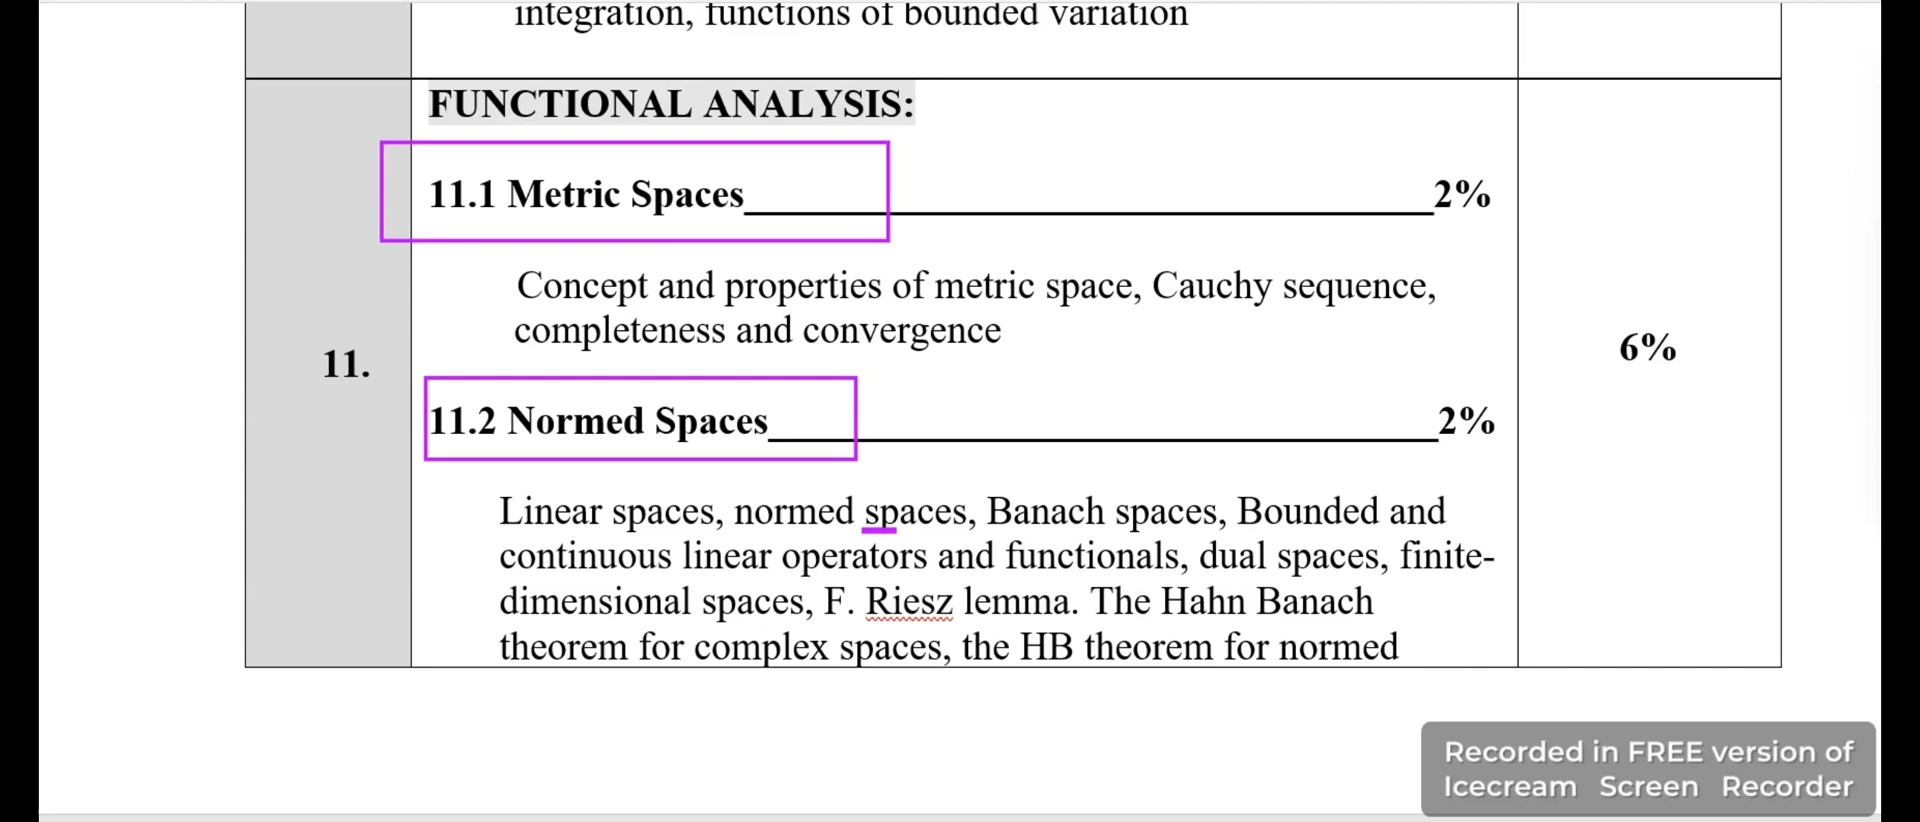 integration, functions of bounded variation
FUNCTIONAL ANALYSIS:
11.1 Metric Spaces 2%
Concept and properties of metric space, Cauchy sequence,
completeness and convergence
11. 6%
11.2 Normed Spaces 2%
Linear spaces, normed spaces, Banach spaces, Bounded and
continuous linear operators and functionals, dual spaces, finite-
dimensional spaces, F. Riesz lemma. The Hahn Banach
theorem for complex spaces, the HB theorem for normed
Recorded in FREE version of
Icecream Screen Recorder